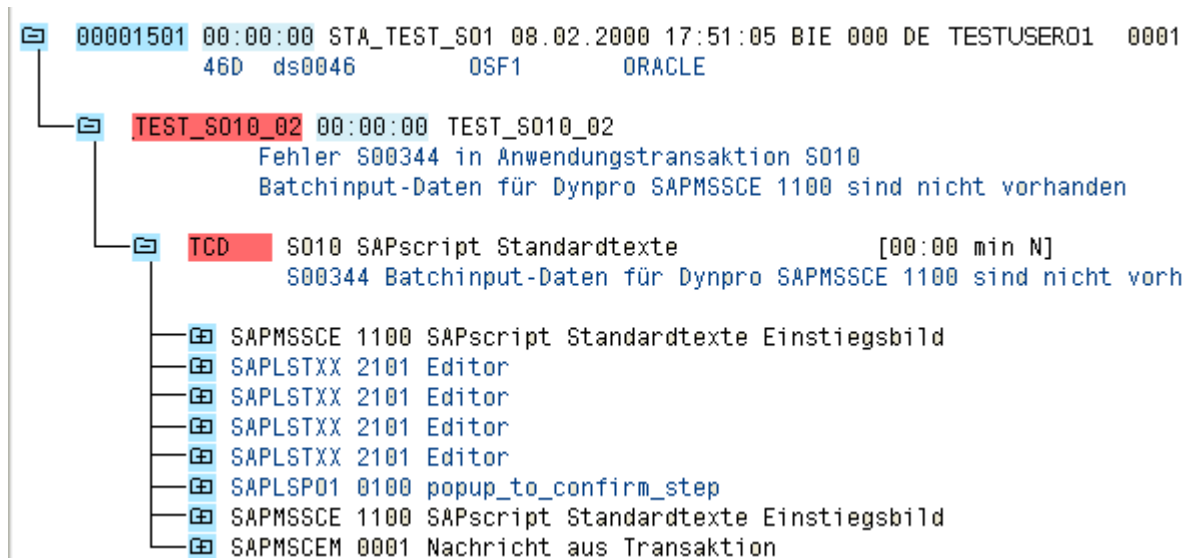 00001501 00:00:00 STA_TEST_S01 08.02.2000 17:51:05 BIE 000 DE TESTUSER01 0001
46D ds0046 OSF1 ORACLE
TEST_SO10_02 00:00:00 TEST_SO10_02
Fehler S00344 in Anwendungstransaktion SO10
Batchinput-Daten für Dynpro SAPMSSCE 1100 sind nicht vorhanden
TCD SO10 SAPscript Standardtexte [00:00 min N]
S00344 Batchinput-Daten für Dynpro SAPMSSCE 1100 sind nicht vorh
SAPMSSCE 1100 SAPscript Standardtexte Einstiegsbild
SAPLSTXX 2101 Editor
SAPLSTXX 2101 Editor
SAPLSTXX 2101 Editor
SAPLSTXX 2101 Editor
SAPLSPO1 0100 popup_to_confirm_step
SAPMSSCE 1100 SAPscript Standardtexte Einstiegsbild
SAPMSCEM 0001 Nachricht aus Transaktion